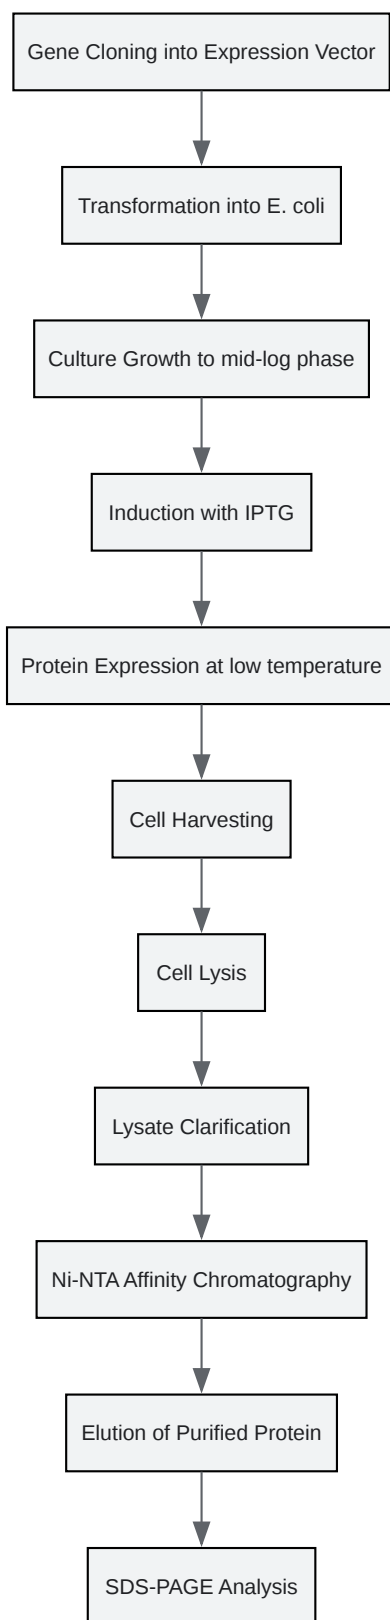 Gene Cloning into Expression Vector
Transformation into E. coli
Culture Growth to mid-log phase
Induction with IPTG
Protein Expression at low temperature
Cell Harvesting
Cell Lysis
Lysate Clarification
Ni-NTA Affinity Chromatography
Elution of Purified Protein
SDS-PAGE Analysis